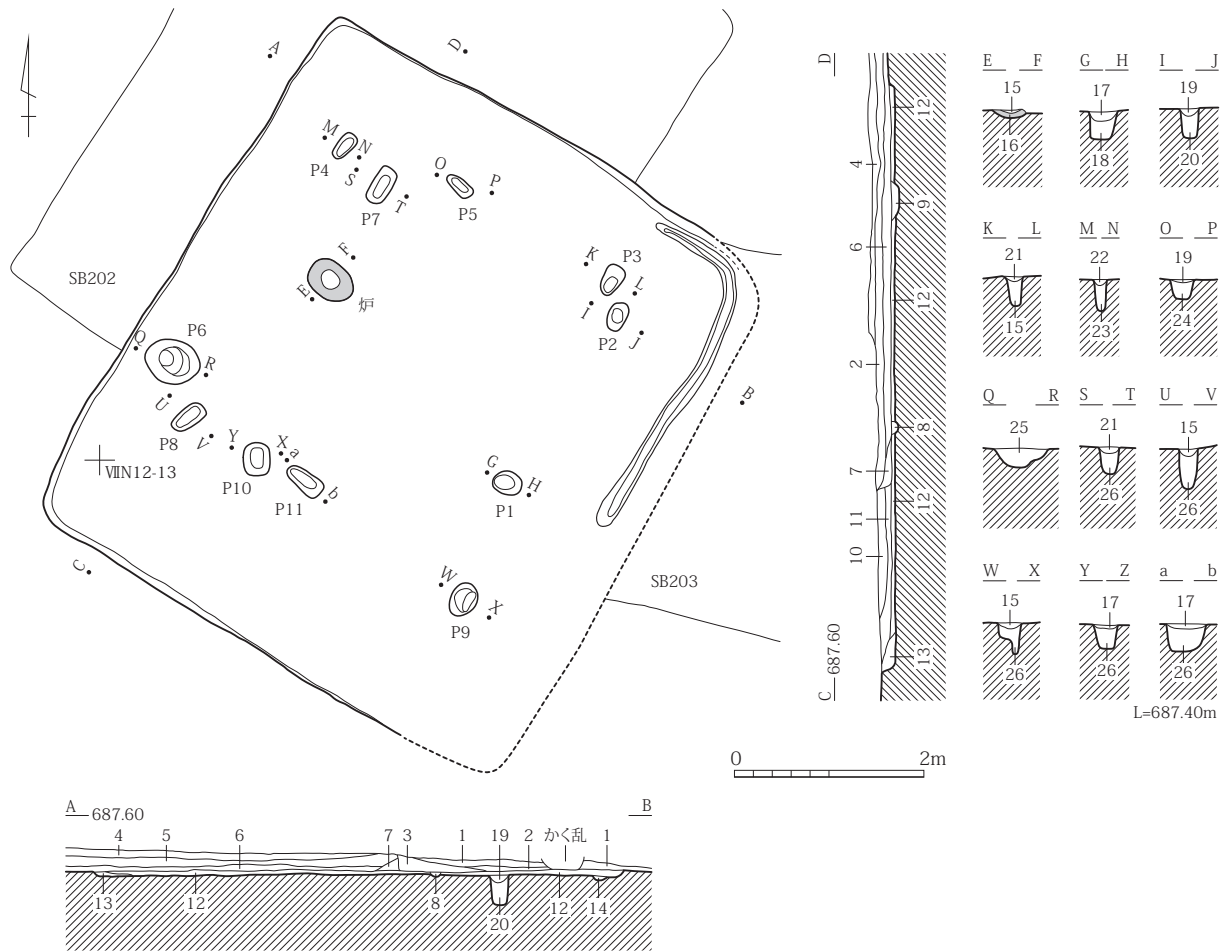 A
D
M
N
P4
S
P7
T
O
P
P5
F
E
炉
K
P3
L
I
P2
J
SB202
Q
P6
R
U
P8
V
Y
X
a
P10
P11
b
ⅧN12-13
G
H
P1
B
W
X
P9
C
SB203
D
4
12
9
6
12
2
8
7
12
11
10
13
C 687.60
E F
15
16
G H
17
18
I J
19
20
K L
21
15
M N
22
23
O P
19
24
Q R
25
S T
21
26
U V
15
26
W X
15
26
Y Z
17
26
a b
17
26
L=687.40m
0 2m
A 687.60 B
4 5 6 7 3 1 19 2 かく乱 1
13 12 8 20 12 14